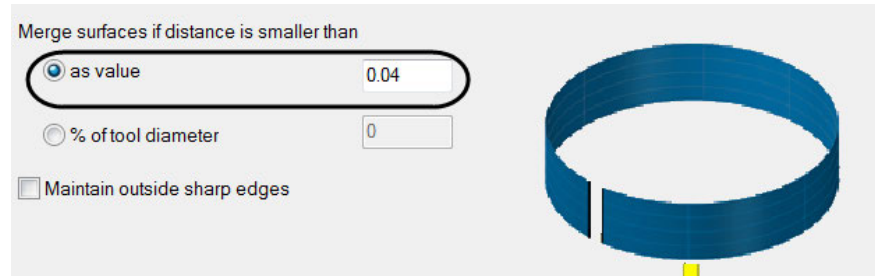 Merge surfaces if distance is smaller than
as value 0.04
% of tool diameter 0
Maintain outside sharp edges